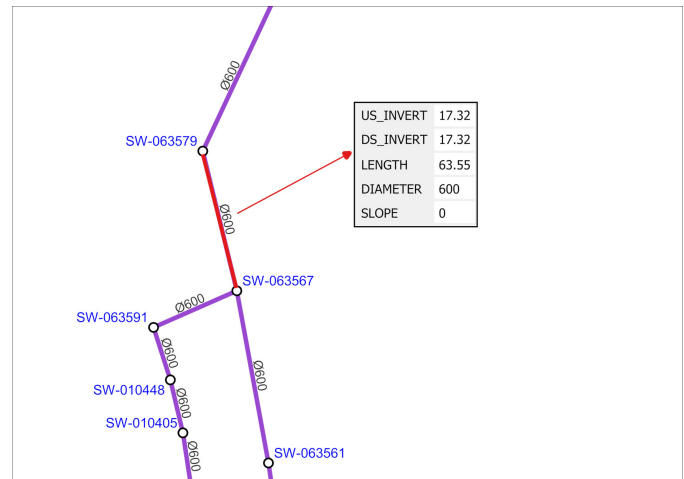 Ø600
SW-063579
US_INVERT 17.32
DS_INVERT 17.32
LENGTH 63.55
DIAMETER 600
SLOPE 0
Ø600
SW-063567
Ø600
SW-063591
Ø600
Ø600
SW-010448
Ø600
SW-010405
Ø600
SW-063561